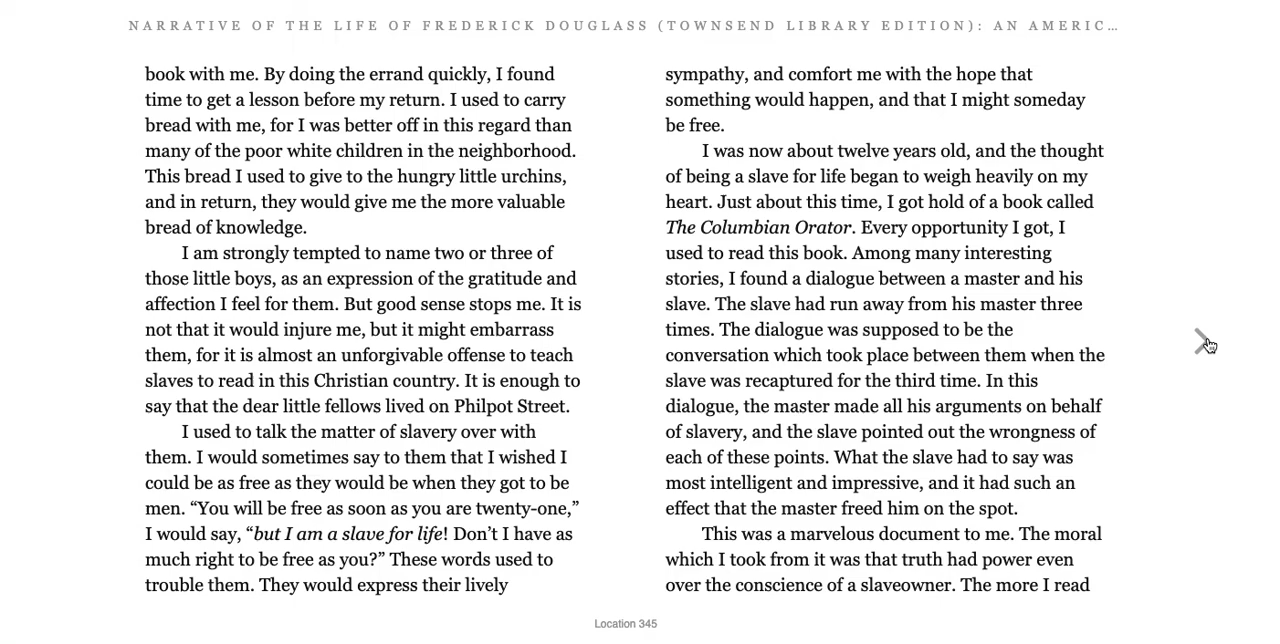 NARRATIVE OF THE LIFE OF FREDERICK DOUGLASS (TOWNSEND LIBRARY EDITION): AN AMERIC…
book with me. By doing the errand quickly, I found
time to get a lesson before my return. I used to carry
bread with me, for I was better off in this regard than
many of the poor white children in the neighborhood.
This bread I used to give to the hungry little urchins,
and in return, they would give me the more valuable
bread of knowledge.
I am strongly tempted to name two or three of
those little boys, as an expression of the gratitude and
affection I feel for them. But good sense stops me. It is
not that it would injure me, but it might embarrass
them, for it is almost an unforgivable offense to teach
slaves to read in this Christian country. It is enough to
say that the dear little fellows lived on Philpot Street.
I used to talk the matter of slavery over with
them. I would sometimes say to them that I wished I
could be as free as they would be when they got to be
men. “You will be free as soon as you are twenty-one,”
I would say, “but I am a slave for life! Don’t I have as
much right to be free as you?” These words used to
trouble them. They would express their lively
sympathy, and comfort me with the hope that
something would happen, and that I might someday
be free.
I was now about twelve years old, and the thought
of being a slave for life began to weigh heavily on my
heart. Just about this time, I got hold of a book called
The Columbian Orator. Every opportunity I got, I
used to read this book. Among many interesting
stories, I found a dialogue between a master and his
slave. The slave had run away from his master three
times. The dialogue was supposed to be the
conversation which took place between them when the
slave was recaptured for the third time. In this
dialogue, the master made all his arguments on behalf
of slavery, and the slave pointed out the wrongness of
each of these points. What the slave had to say was
most intelligent and impressive, and it had such an
effect that the master freed him on the spot.
This was a marvelous document to me. The moral
which I took from it was that truth had power even
over the conscience of a slaveowner. The more I read
Location 345